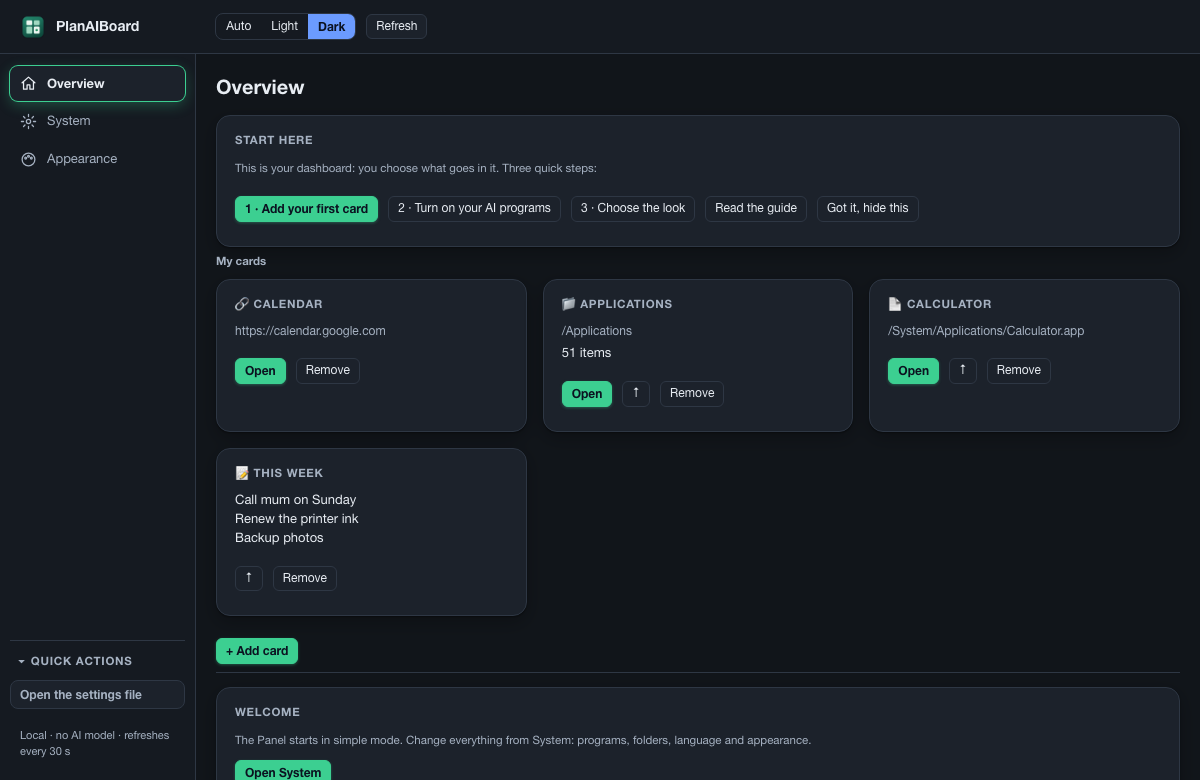 PlanAIBoard
Auto Light Dark Refresh
Overview
System
Appearance
Overview
START HERE
This is your dashboard: you choose what goes in it. Three quick steps:
1 · Add your first card 2 · Turn on your AI programs 3 · Choose the look Read the guide Got it, hide this
My cards
CALENDAR
https://calendar.google.com
Open Remove
APPLICATIONS
/Applications
51 items
Open ↑ Remove
CALCULATOR
/System/Applications/Calculator.app
Open ↑ Remove
THIS WEEK
Call mum on Sunday
Renew the printer ink
Backup photos
↑ Remove
+ Add card
WELCOME
The Panel starts in simple mode. Change everything from System: programs, folders, language and appearance.
Open System
QUICK ACTIONS
Open the settings file
Local · no AI model · refreshes
every 30 s